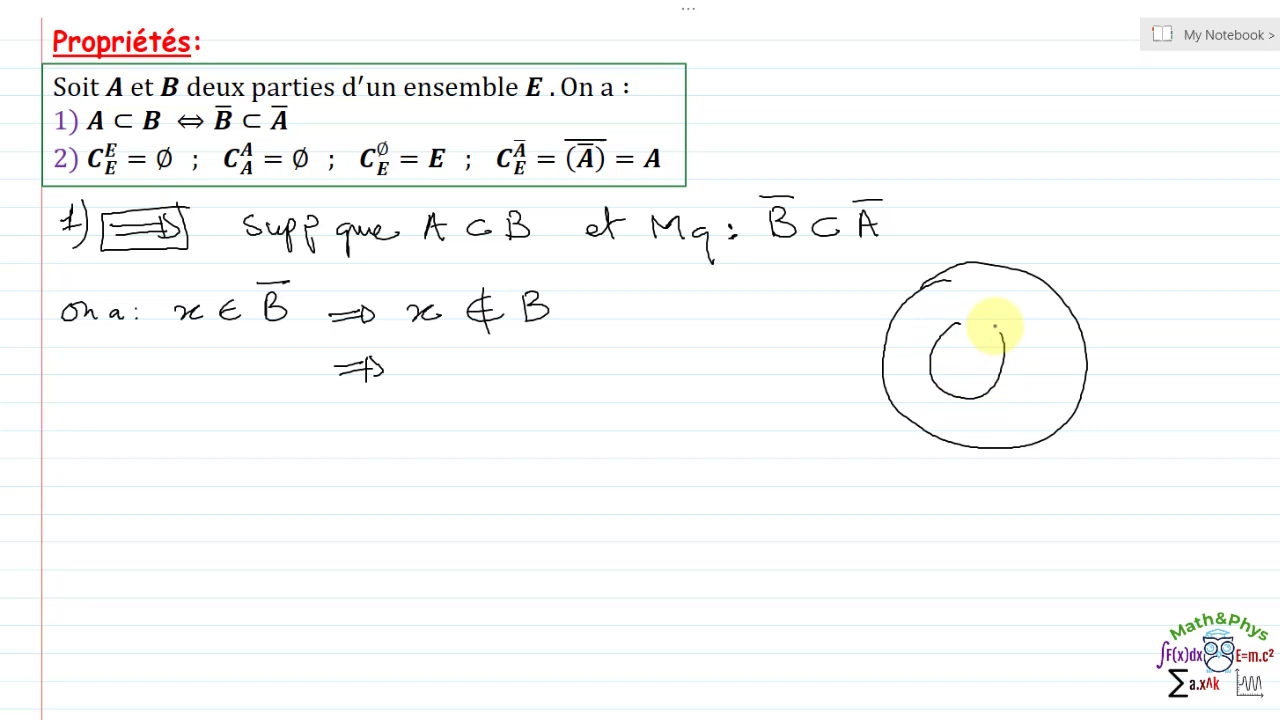 ...
My Notebook >
Propriétés:
Soit A et B deux parties d'un ensemble E . On a :
1) A ⊂ B ⇔ B̅ ⊂ A̅
2) C_E^E = ∅ ; C_A^A = ∅ ; C_E^∅ = E ; C_E^A̅ = \overline{(A̅)} = A
1) ⇒ Supp que A ⊂ B et Mq : B̅ ⊂ A̅
on a : x ∈ B̅ ⇒ x ∉ B
⇒
Math&Phys
∫F(x)dx E=m.c²
∑ a.x^k